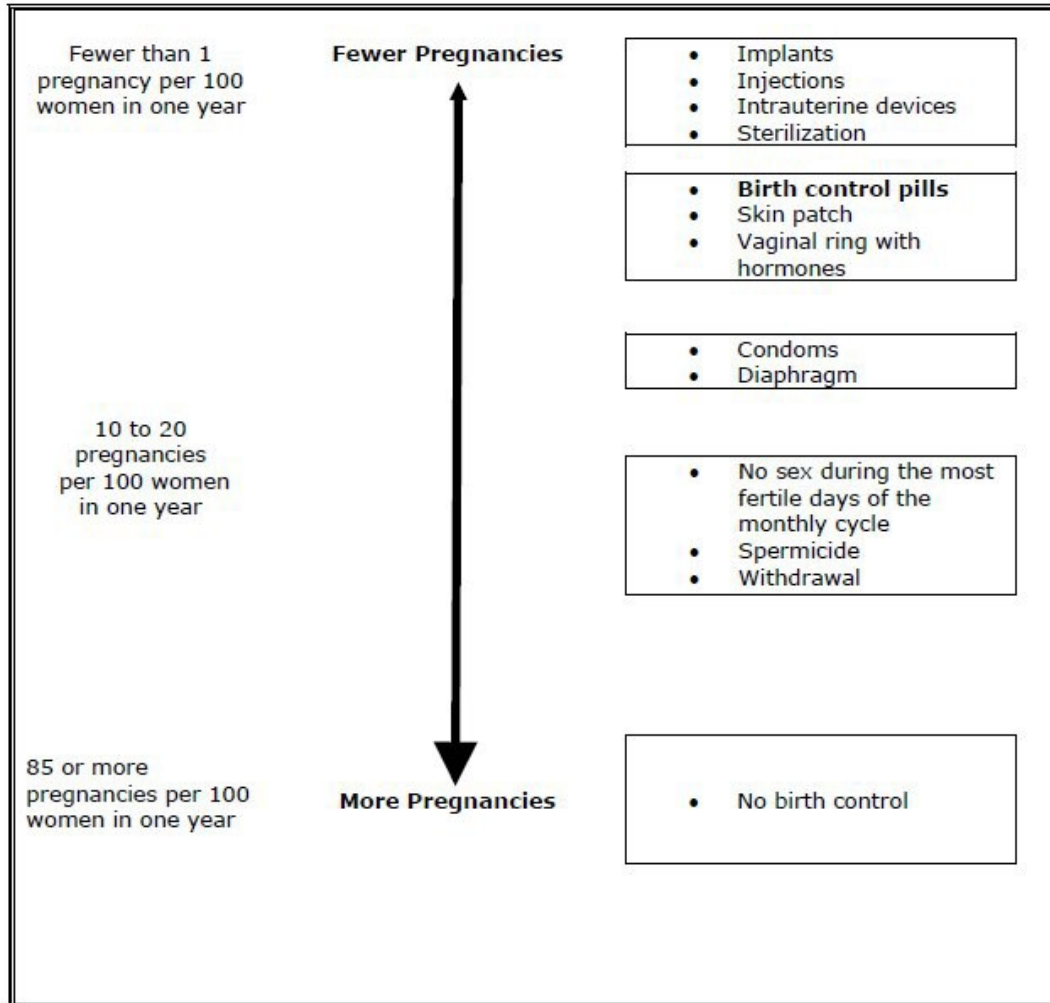 Fewer than 1
pregnancy per 100
women in one year
Fewer Pregnancies
• Implants
• Injections
• Intrauterine devices
• Sterilization
• Birth control pills
• Skin patch
• Vaginal ring with
hormones
• Condoms
• Diaphragm
10 to 20
pregnancies
per 100 women
in one year
• No sex during the most
fertile days of the
monthly cycle
• Spermicide
• Withdrawal
85 or more
pregnancies per 100
women in one year
More Pregnancies
• No birth control